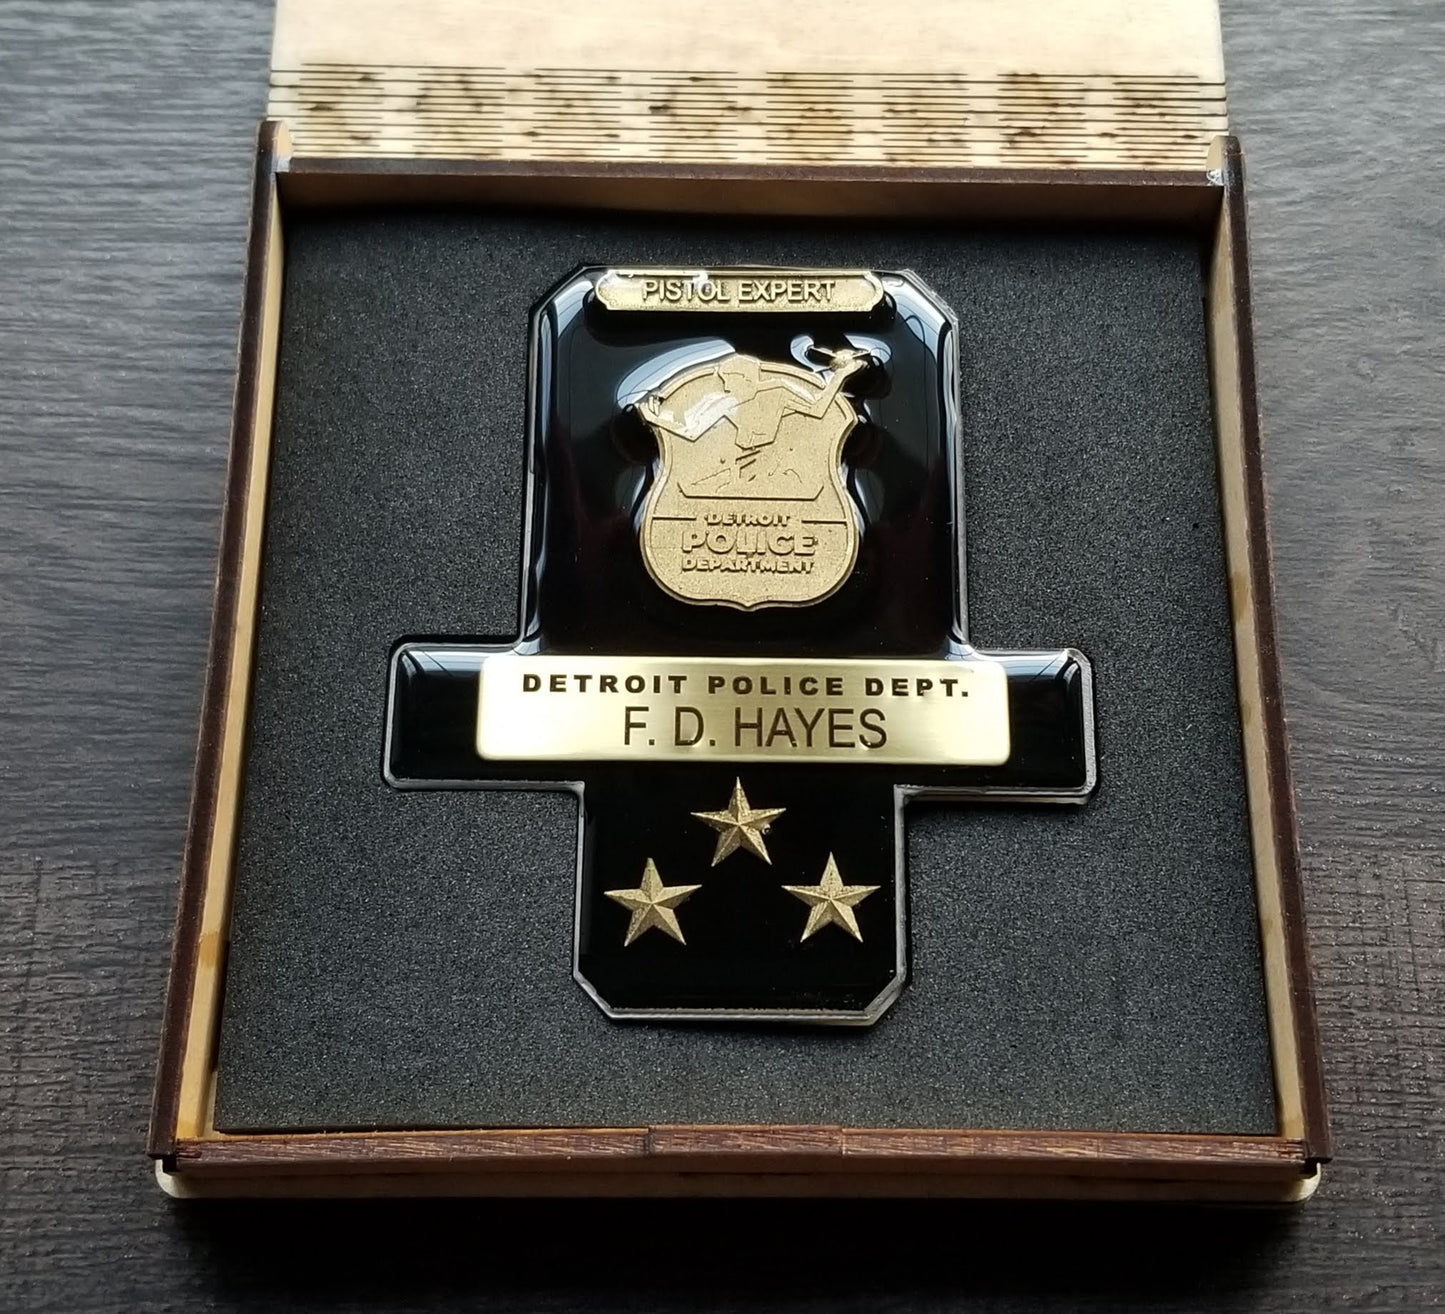 PISTOL EXPERT
DETROIT
POLICE
DEPARTMENT
DETROIT POLICE DEPT.
F. D. HAYES